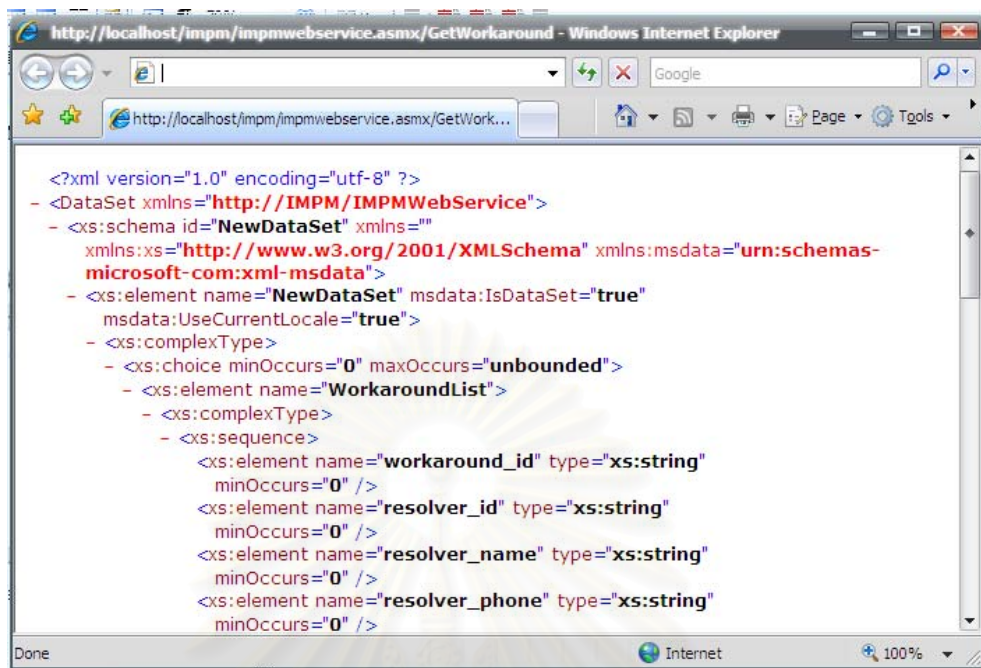 http://localhost/impm/impmwebservice.asmx/GetWorkaround - Windows Internet Explorer
Google
http://localhost/impm/impmwebservice.asmx/GetWork...
Page
Tools
<?xml version="1.0" encoding="utf-8" ?>
- <DataSet xmlns="http://IMPM/IMPMWebService">
- <xs:schema id="NewDataSet" xmlns=""
xmlns:xs="http://www.w3.org/2001/XMLSchema" xmlns:msdata="urn:schemas-
microsoft-com:xml-msdata">
- <xs:element name="NewDataSet" msdata:IsDataSet="true"
msdata:UseCurrentLocale="true">
- <xs:complexType>
- <xs:choice minOccurs="0" maxOccurs="unbounded">
- <xs:element name="WorkaroundList">
- <xs:complexType>
- <xs:sequence>
<xs:element name="workaround_id" type="xs:string"
minOccurs="0" />
<xs:element name="resolver_id" type="xs:string"
minOccurs="0" />
<xs:element name="resolver_name" type="xs:string"
minOccurs="0" />
<xs:element name="resolver_phone" type="xs:string"
minOccurs="0" />
Done
Internet
100%